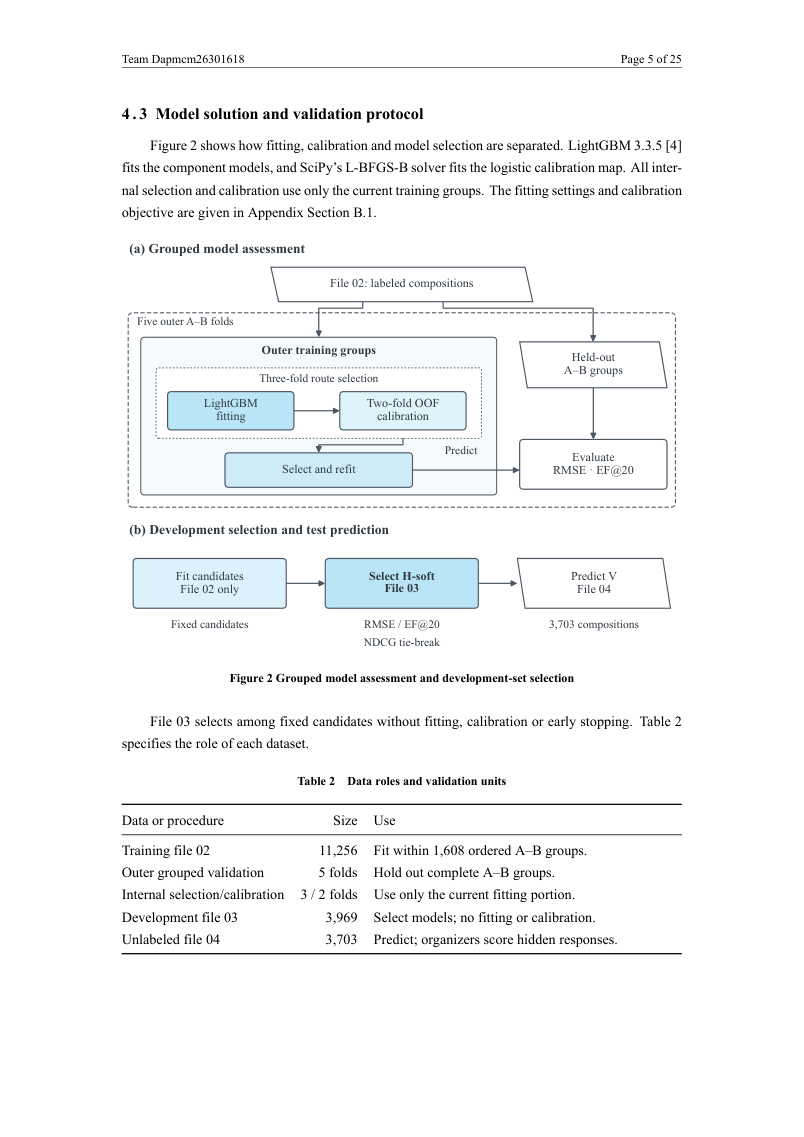 Team Dapmcm26301618 Page 5 of 25
4.3 Model solution and validation protocol
Figure 2 shows how fitting, calibration and model selection are separated. LightGBM 3.3.5 [4]
fits the component models, and SciPy's L-BFGS-B solver fits the logistic calibration map. All inter-
nal selection and calibration use only the current training groups. The fitting settings and calibration
objective are given in Appendix Section B.1.
(a) Grouped model assessment
File 02: labeled compositions
Five outer A–B folds
Outer training groups
Three-fold route selection
LightGBM
fitting
Two-fold OOF
calibration
Select and refit
Predict
Held-out
A–B groups
Evaluate
RMSE · EF@20
(b) Development selection and test prediction
Fit candidates
File 02 only
Fixed candidates
Select H-soft
File 03
RMSE / EF@20
NDCG tie-break
Predict V
File 04
3,703 compositions
Figure 2 Grouped model assessment and development-set selection
File 03 selects among fixed candidates without fitting, calibration or early stopping. Table 2
specifies the role of each dataset.
Table 2 Data roles and validation units
Data or procedure Size Use
Training file 02 11,256 Fit within 1,608 ordered A–B groups.
Outer grouped validation 5 folds Hold out complete A–B groups.
Internal selection/calibration 3 / 2 folds Use only the current fitting portion.
Development file 03 3,969 Select models; no fitting or calibration.
Unlabeled file 04 3,703 Predict; organizers score hidden responses.